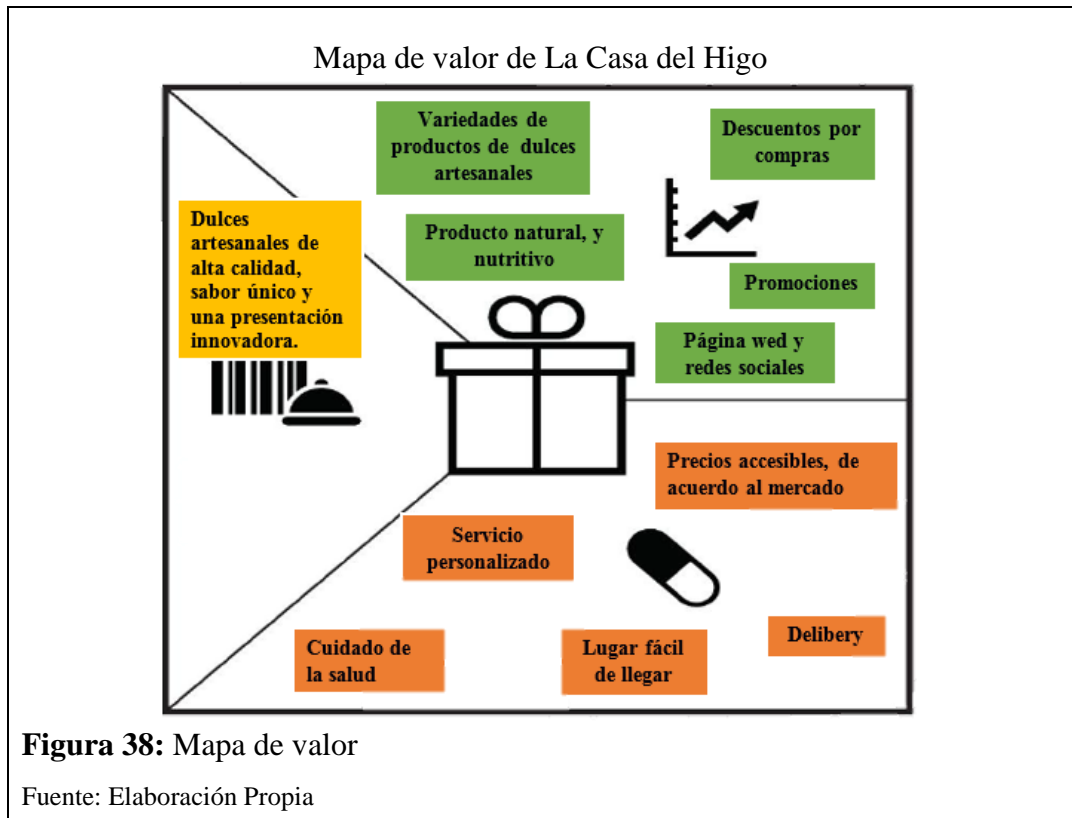 Mapa de valor de La Casa del Higo
Variedades de
productos de dulces
artesanales
Descuentos por
compras
Dulces
artesanales de
alta calidad,
sabor único y
una presentación
innovadora.
Producto natural, y
nutritivo
Promociones
Página wed y
redes sociales
Precios accesibles, de
acuerdo al mercado
Servicio
personalizado
Cuidado de
la salud
Lugar fácil
de llegar
Delibery
Figura 38: Mapa de valor
Fuente: Elaboración Propia